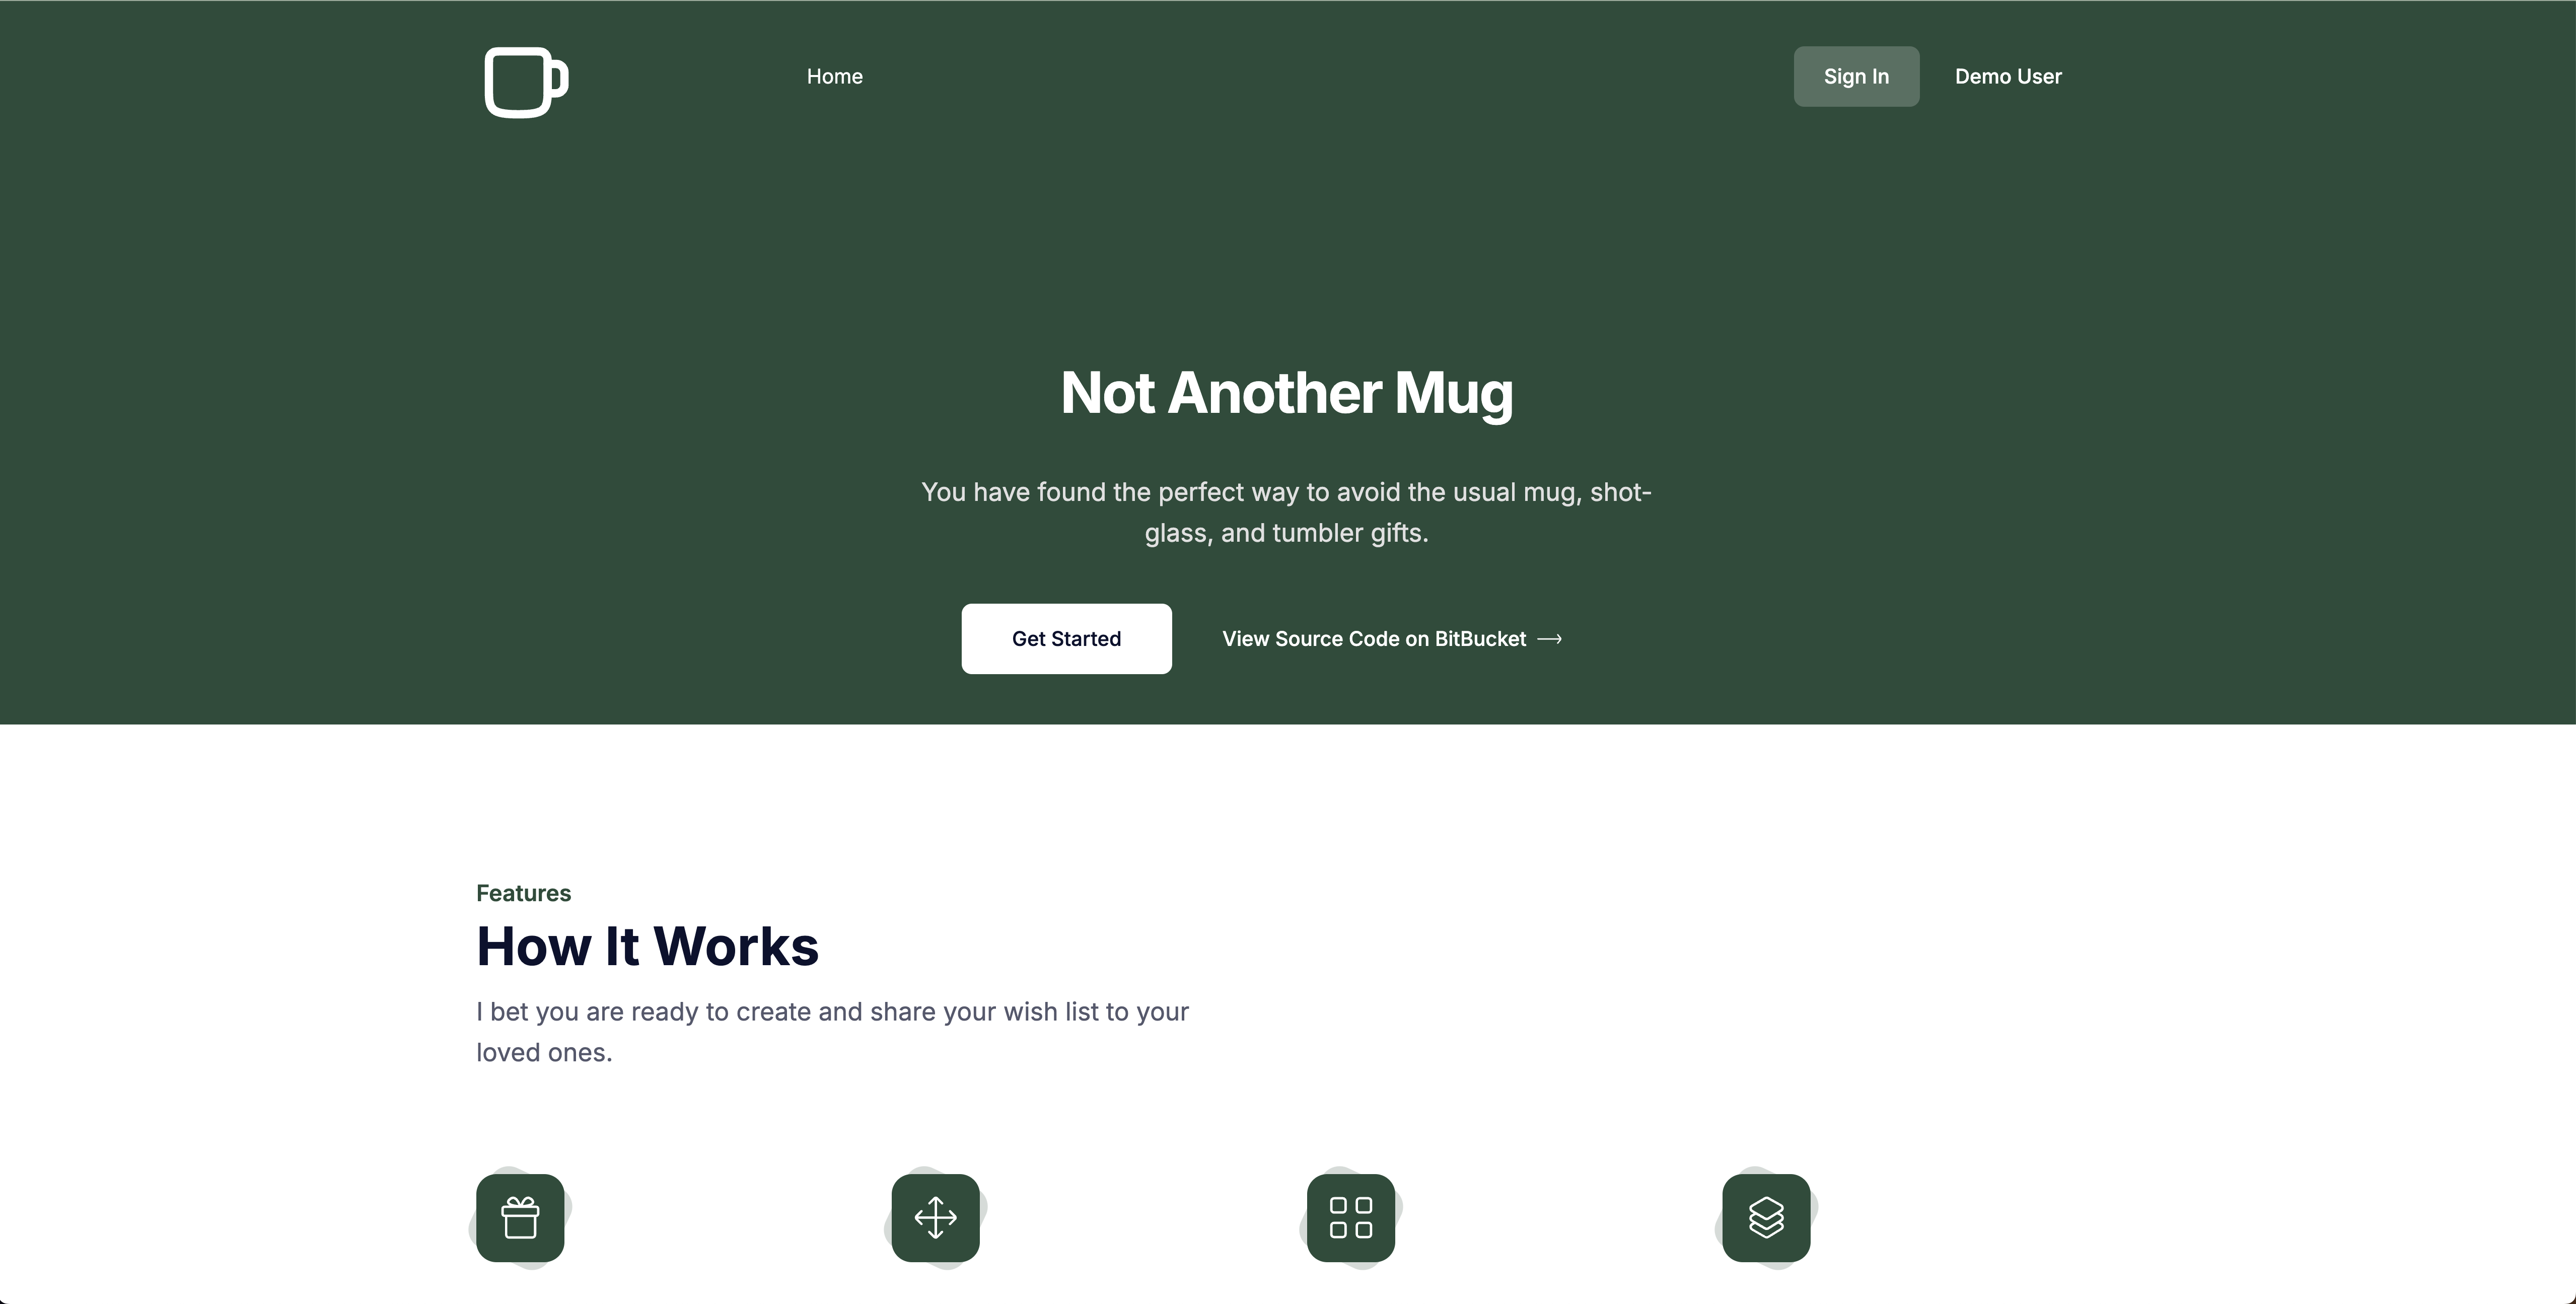 Home
Sign In
Demo User
Not Another Mug
You have found the perfect way to avoid the usual mug, shot-
glass, and tumbler gifts.
Get Started
View Source Code on BitBucket →
Features
How It Works
I bet you are ready to create and share your wish list to your
loved ones.